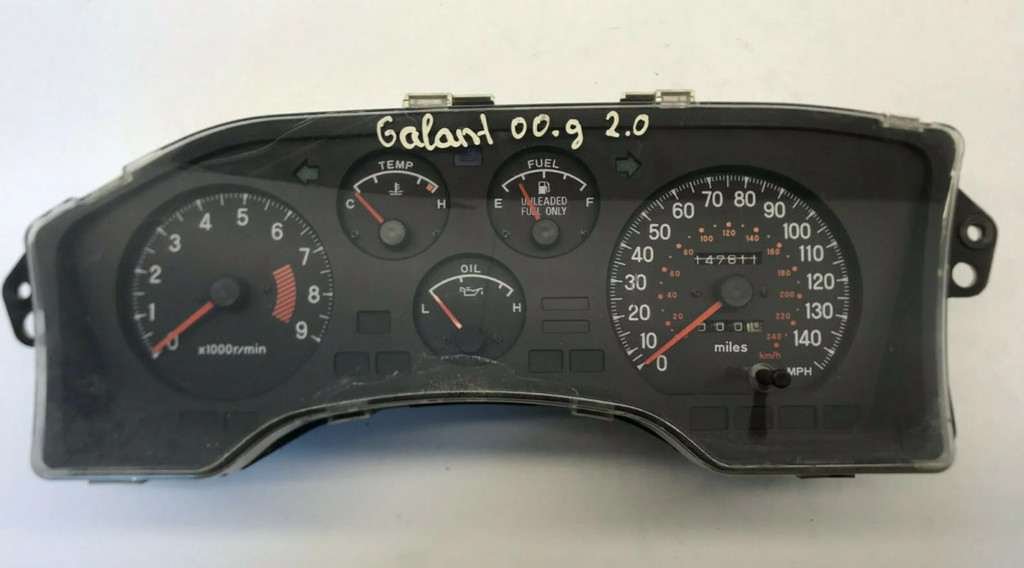 Galant 00.g 2.0
TEMP
C
H
FUEL
E
F
UNLEADED
FUEL ONLY
OIL
L
H
0
1
2
3
4
5
6
7
8
9
x1000r/min
0
10
20
30
40
50
60
70
80
90
100
110
120
130
140
MPH
20
40
60
80
100
120
140
160
180
200
220
240
km/h
147611
miles